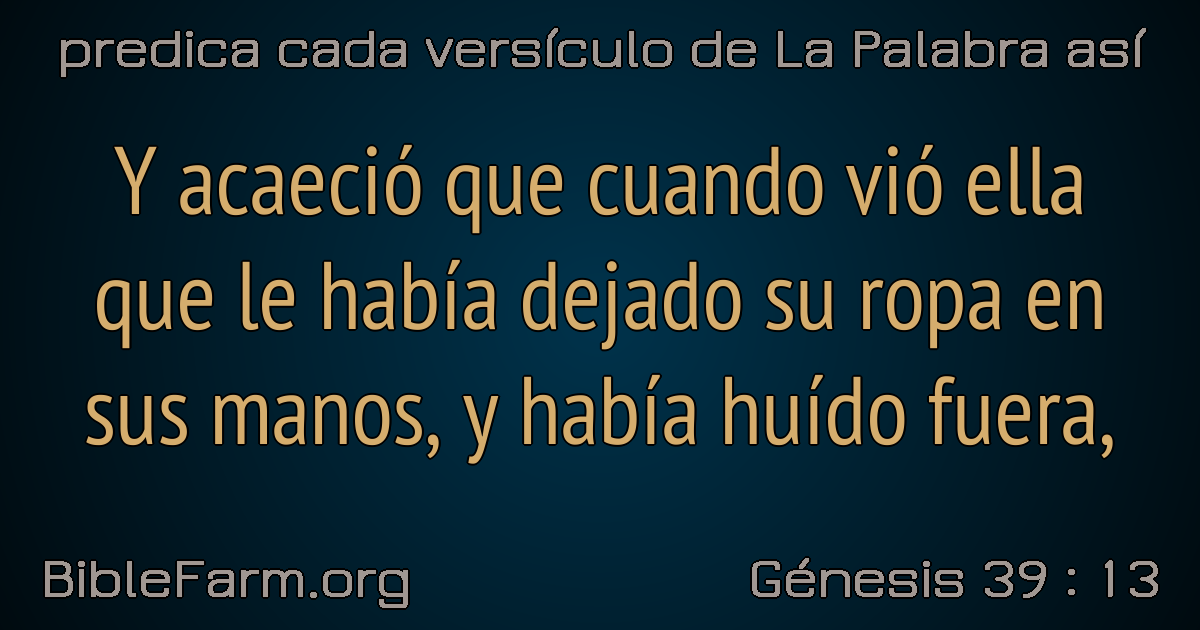 predica cada versículo de La Palabra así
Y acaeció que cuando vió ella
que le había dejado su ropa en
sus manos, y había huído fuera,
BibleFarm.org
Génesis 39 : 13